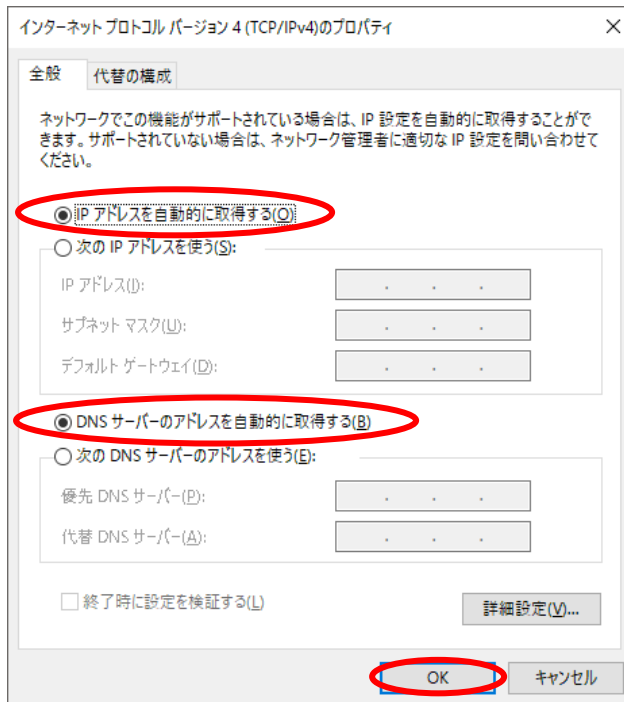 インターネット プロトコル バージョン 4 (TCP/IPv4)のプロパティ
全般 代替の構成
ネットワークでこの機能がサポートされている場合は、IP 設定を自動的に取得することがで
きます。サポートされていない場合は、ネットワーク管理者に適切な IP 設定を問い合わせて
ください。
IP アドレスを自動的に取得する(O)
次の IP アドレスを使う(S):
IP アドレス(I):
サブネット マスク(U):
デフォルト ゲートウェイ(D):
DNS サーバーのアドレスを自動的に取得する(B)
次の DNS サーバーのアドレスを使う(E):
優先 DNS サーバー(P):
代替 DNS サーバー(A):
終了時に設定を検証する(L)
詳細設定(V)...
OK キャンセル